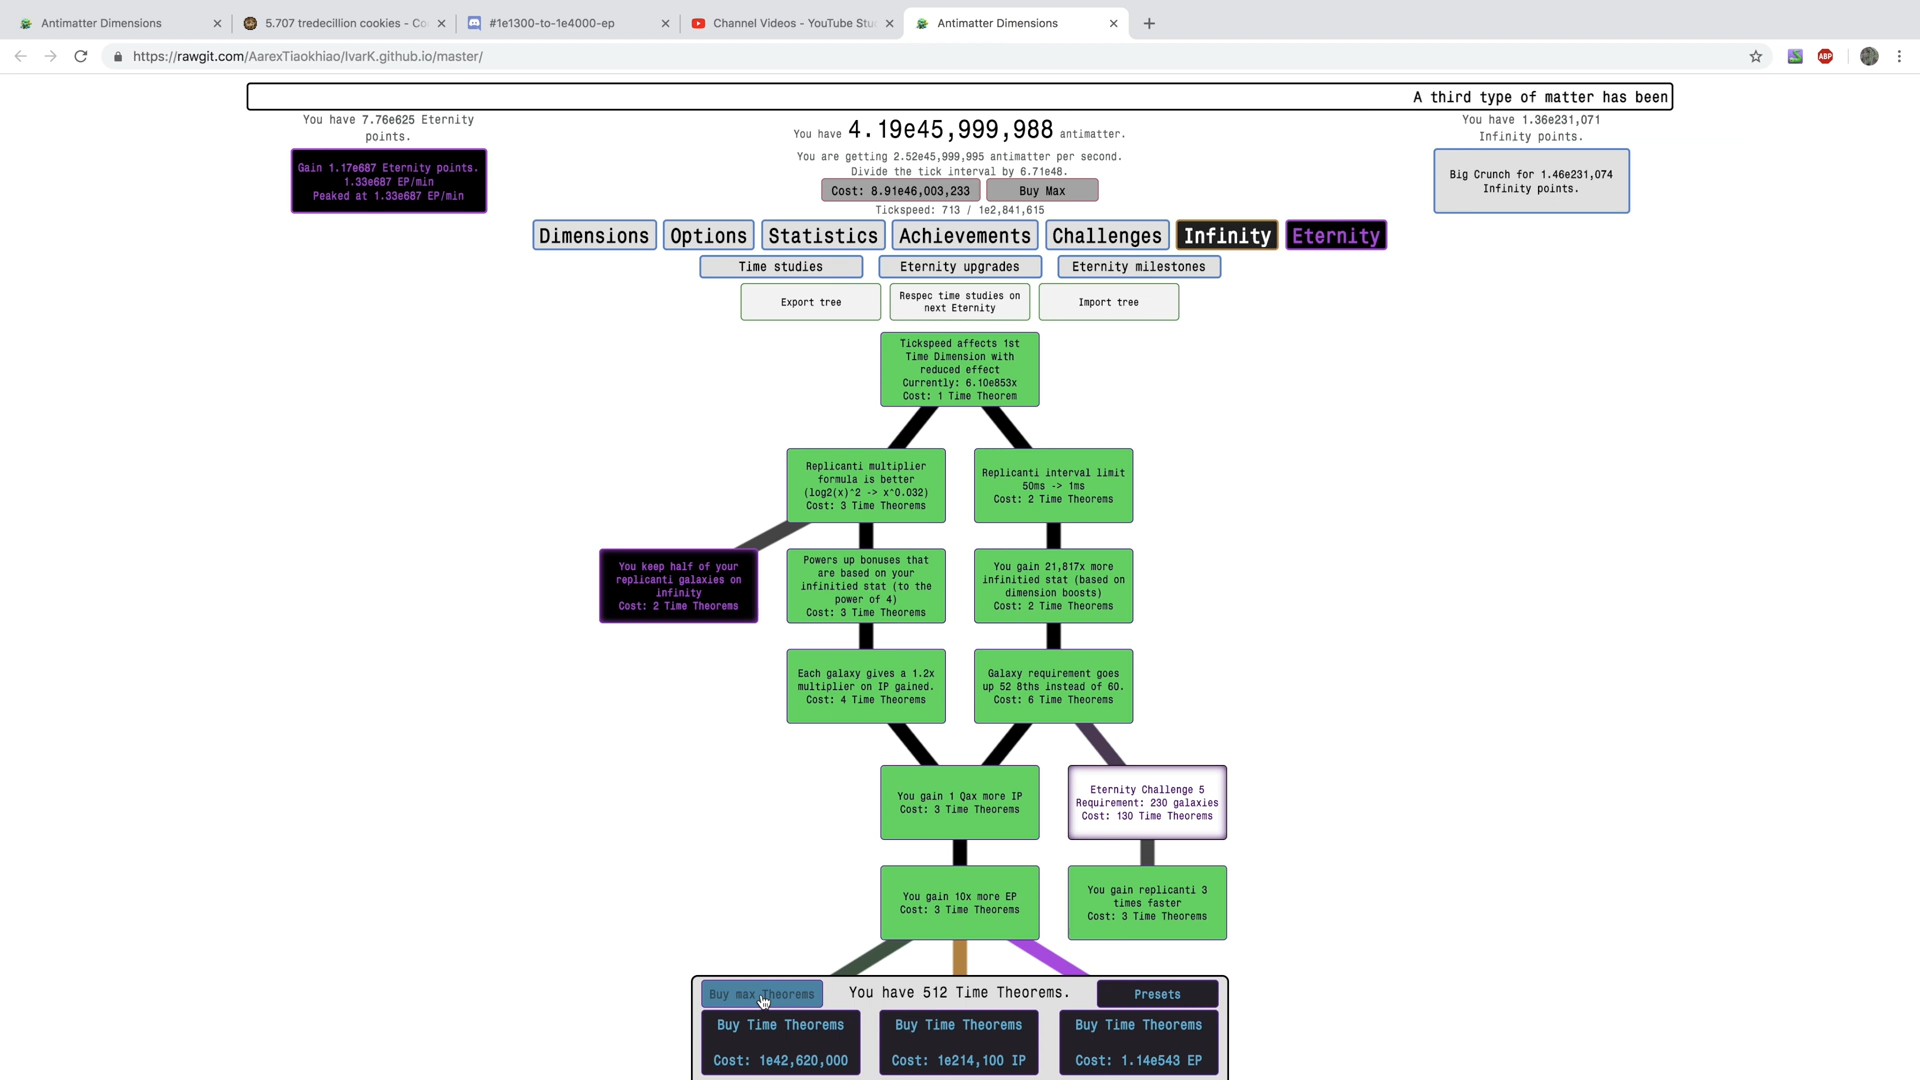 Antimatter Dimensions
5.707 tredecillion cookies - Co
#1e1300-to-1e4000-ep
Channel Videos - YouTube Stu
Antimatter Dimensions
https://rawgit.com/AarexTiaokhiao/IvarK.github.io/master/
ABP
A third type of matter has been
You have 7.76e625 Eternity
points.
Gain 1.17e687 Eternity points.
1.33e687 EP/min
Peaked at 1.33e687 EP/min
You have 4.19e45,999,988 antimatter.
You are getting 2.52e45,999,995 antimatter per second.
Divide the tick interval by 6.71e48.
Cost: 8.91e46,003,233
Buy Max
Tickspeed: 713 / 1e2,841,615
You have 1.36e231,071
Infinity points.
Big Crunch for 1.46e231,074
Infinity points.
Dimensions
Options
Statistics
Achievements
Challenges
Infinity
Eternity
Time studies
Eternity upgrades
Eternity milestones
Export tree
Respec time studies on
next Eternity
Import tree
Tickspeed affects 1st
Time Dimension with
reduced effect
Currently: 6.10e853x
Cost: 1 Time Theorem
Replicanti multiplier
formula is better
(log2(x)^2 -> x^0.032)
Cost: 3 Time Theorems
Replicanti interval limit
50ms -> 1ms
Cost: 2 Time Theorems
You keep half of your
replicanti galaxies on
infinity
Cost: 2 Time Theorems
Powers up bonuses that
are based on your
infinitied stat (to the
power of 4)
Cost: 3 Time Theorems
You gain 21,817x more
infinitied stat (based on
dimension boosts)
Cost: 2 Time Theorems
Each galaxy gives a 1.2x
multiplier on IP gained.
Cost: 4 Time Theorems
Galaxy requirement goes
up 52 8ths instead of 60.
Cost: 6 Time Theorems
You gain 1 Qax more IP
Cost: 3 Time Theorems
Eternity Challenge 5
Requirement: 230 galaxies
Cost: 130 Time Theorems
You gain 10x more EP
Cost: 3 Time Theorems
You gain replicanti 3
times faster
Cost: 3 Time Theorems
Buy max Theorems
You have 512 Time Theorems.
Presets
Buy Time Theorems
Cost: 1e42,620,000
Buy Time Theorems
Cost: 1e214,100 IP
Buy Time Theorems
Cost: 1.14e543 EP